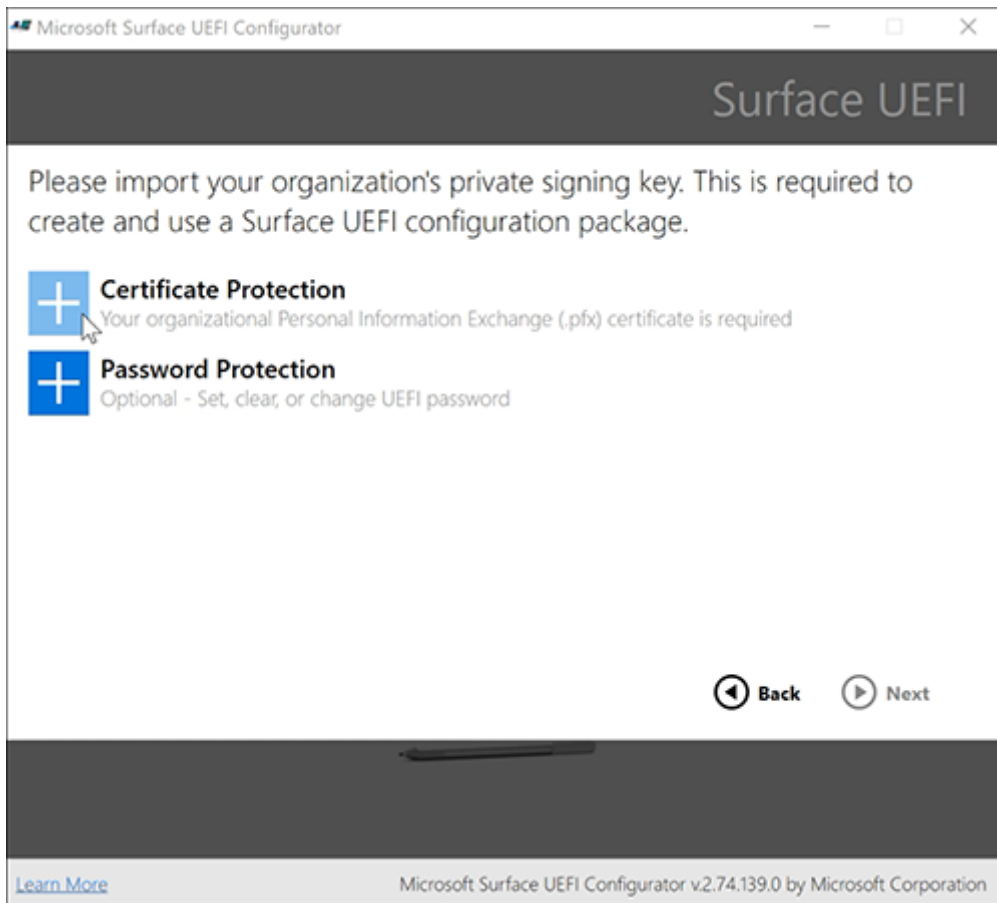 Microsoft Surface UEFI Configurator
Surface UEFI
Please import your organization's private signing key. This is required to
create and use a Surface UEFI configuration package.
Certificate Protection
Your organizational Personal Information Exchange (.pfx) certificate is required
Password Protection
Optional - Set, clear, or change UEFI password
Back
Next
Learn More
Microsoft Surface UEFI Configurator v.2.74.139.0 by Microsoft Corporation